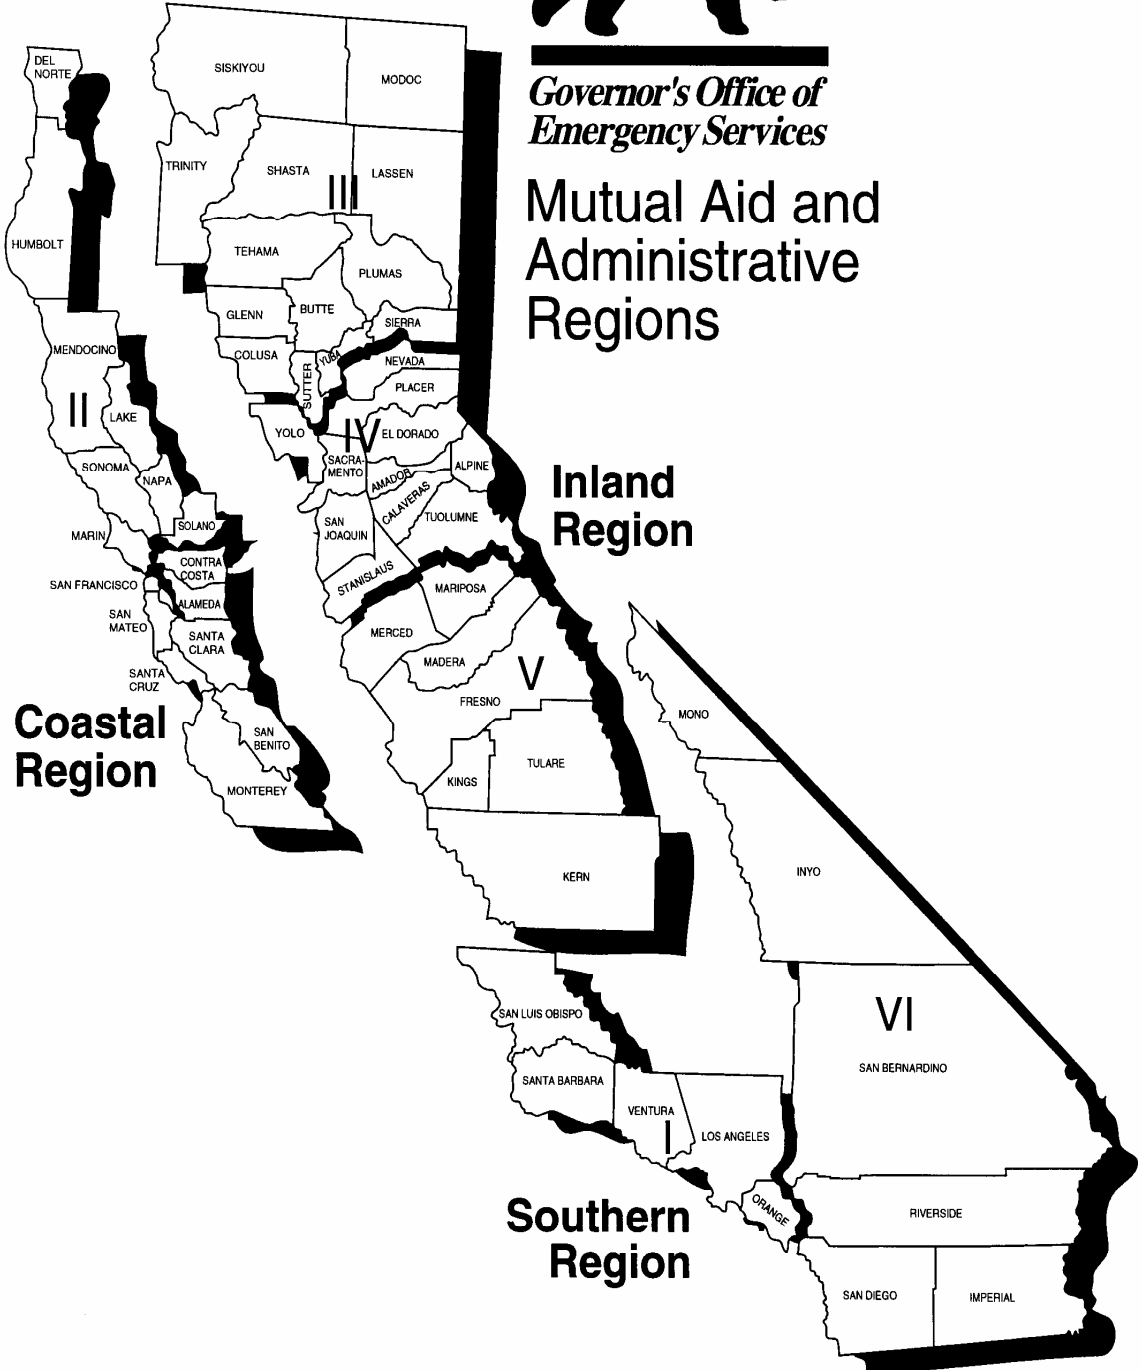 Governor's Office of
Emergency Services
Mutual Aid and
Administrative
Regions
DEL
NORTE
HUMBOLT
MENDOCINO
II
LAKE
SONOMA
NAPA
MARIN
SOLANO
CONTRA
COSTA
SAN FRANCISCO
ALAMEDA
SAN
MATEO
SANTA
CLARA
SANTA
CRUZ
SAN
BENITO
MONTEREY
Coastal
Region
SISKIYOU
MODOC
TRINITY
SHASTA
LASSEN
III
TEHAMA
PLUMAS
GLENN
BUTTE
SIERRA
COLUSA
SUTTER
YUBA
NEVADA
PLACER
YOLO
IV
EL DORADO
SACRA-
MENTO
AMADOR
ALPINE
CALAVERAS
SAN
JOAQUIN
TUOLUMNE
STANISLAUS
MARIPOSA
MERCED
MADERA
V
FRESNO
KINGS
TULARE
KERN
Inland
Region
MONO
INYO
VI
SAN BERNARDINO
SAN LUIS OBISPO
SANTA BARBARA
VENTURA
I
LOS ANGELES
ORANGE
RIVERSIDE
SAN DIEGO
IMPERIAL
Southern
Region